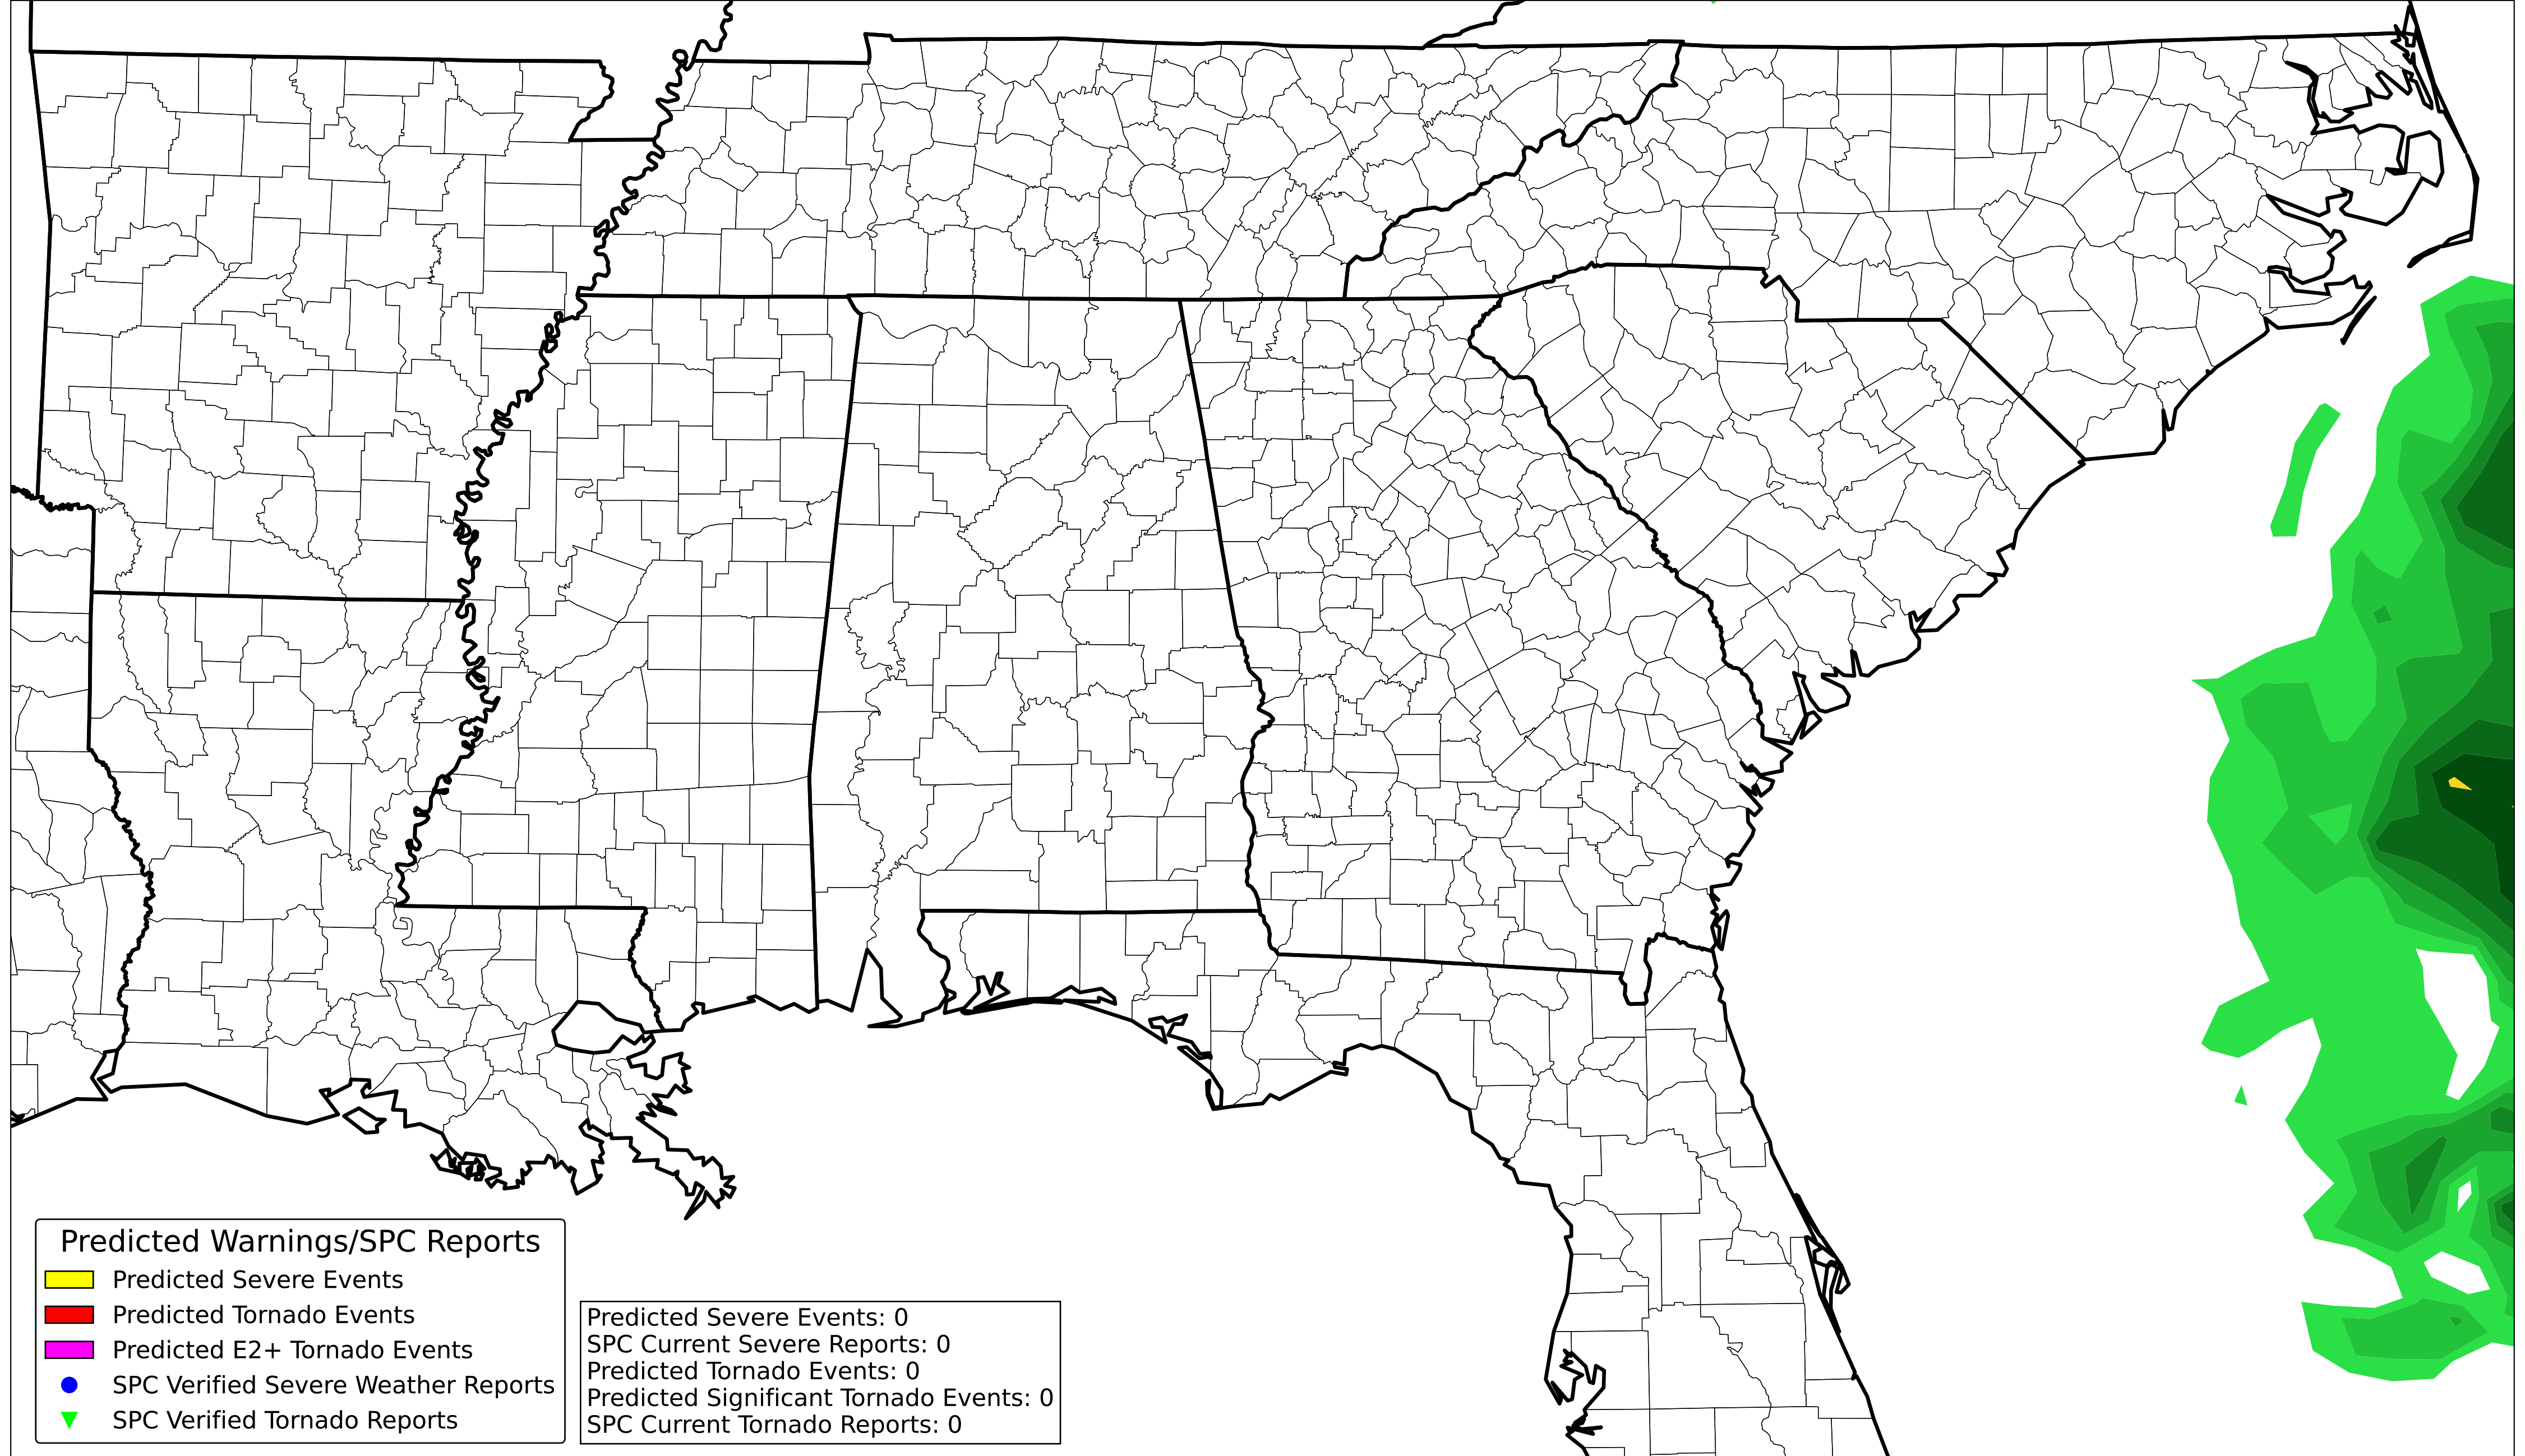 Predicted Warnings/SPC Reports
Predicted Severe Events
Predicted Tornado Events
Predicted E2+ Tornado Events
SPC Verified Severe Weather Reports
SPC Verified Tornado Reports
Predicted Severe Events: 0
SPC Current Severe Reports: 0
Predicted Tornado Events: 0
Predicted Significant Tornado Events: 0
SPC Current Tornado Reports: 0